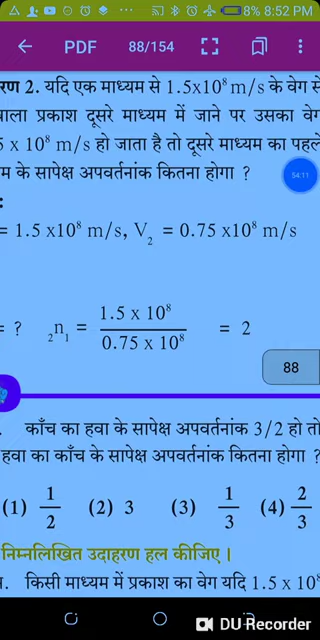 8% 8:52 PM
PDF 88/154
रण 2. यदि एक माध्यम से 1.5x10⁸ m/s के वेग से
वाला प्रकाश दूसरे माध्यम में जाने पर उसका वेग
5 x 10⁸ m/s हो जाता है तो दूसरे माध्यम का पहले
म के सापेक्ष अपवर्तनांक कितना होगा ?
54:11
:
= 1.5 x10⁸ m/s, V₂ = 0.75 x10⁸ m/s
= ? ₂n₁ = 1.5 x 10⁸ / 0.75 x 10⁸ = 2
88
. काँच का हवा के सापेक्ष अपवर्तनांक 3/2 हो तो
हवा का काँच के सापेक्ष अपवर्तनांक कितना होगा ?
(1) 1/2 (2) 3 (3) 1/3 (4) 2/3
निम्नलिखित उदाहरण हल कीजिए ।
. किसी माध्यम में प्रकाश का वेग यदि 1.5 x 10⁸
DU Recorder